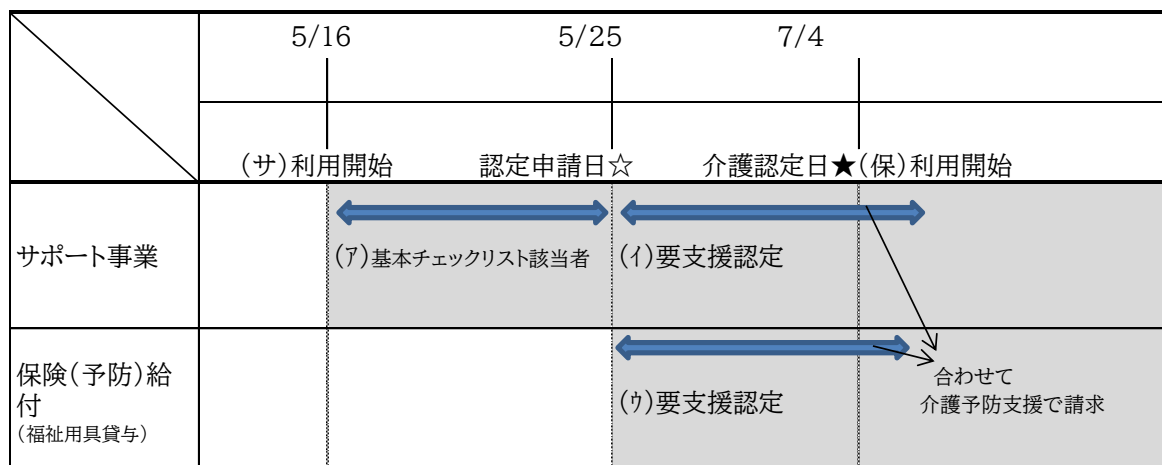 5/16
5/25
7/4
(サ)利用開始
認定申請日☆
介護認定日★(保)利用開始
サポート事業
(ア)基本チェックリスト該当者
(イ)要支援認定
保険(予防)給
付
(福祉用具貸与)
(ウ)要支援認定
合わせて
介護予防支援で請求